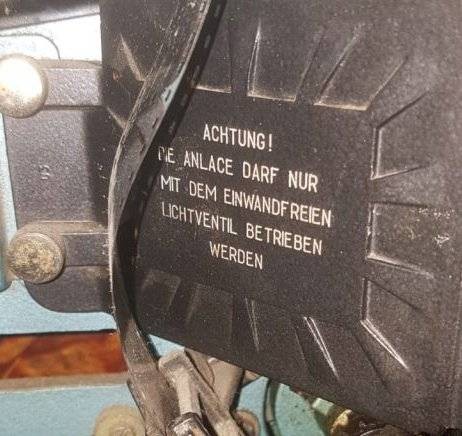 ACHTUNG!
DIE ANLAGE DARF NUR
MIT DEM EINWANDFREIEN
LICHTVENTIL BETRIEBEN
WERDEN